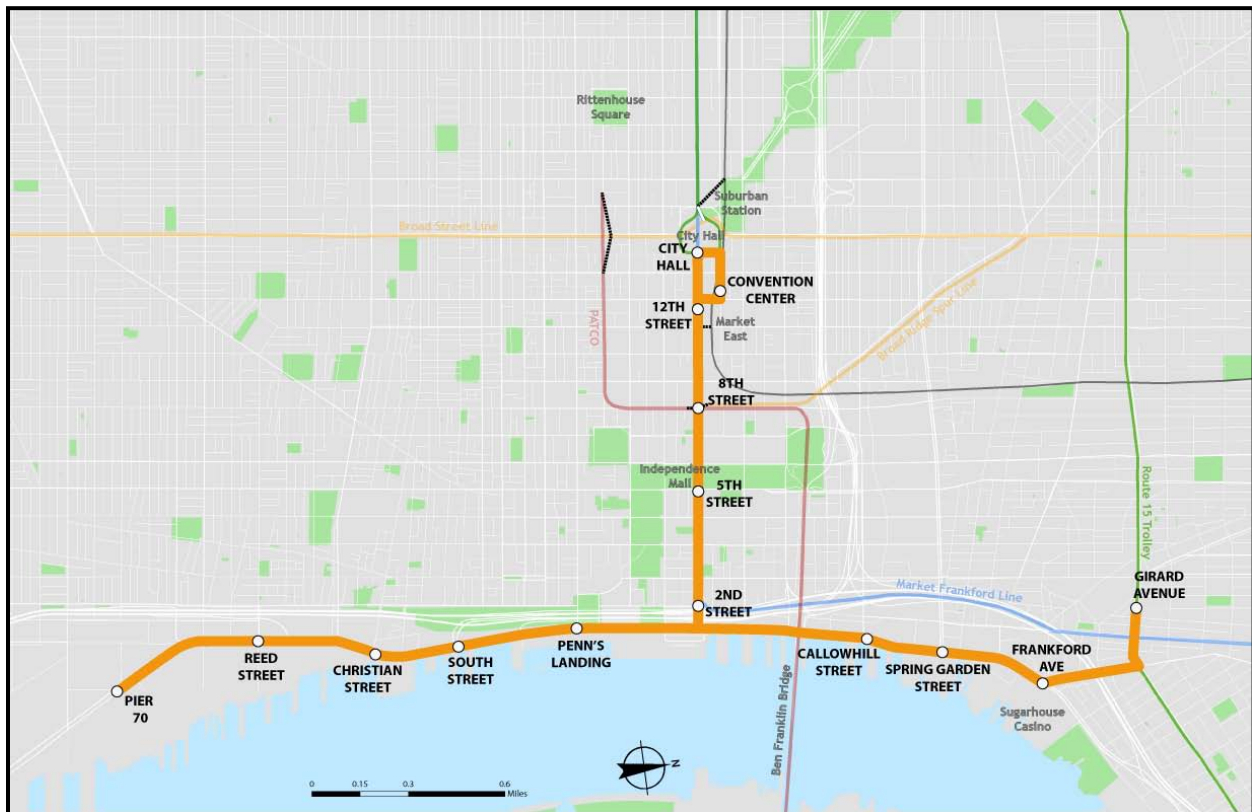 Rittenhouse
Square
Suburban
Station
Broad Street Line
City Hall
CITY
HALL
CONVENTION
CENTER
12TH
STREET
Market
East
PATCO
Broad Ridge Spur Line
8TH
STREET
Independence
Mall
5TH
STREET
Route 15 Trolley
2ND
STREET
Market Frankford Line
GIRARD
AVENUE
REED
STREET
CHRISTIAN
STREET
SOUTH
STREET
PENN'S
LANDING
CALLOWHILL
STREET
SPRING GARDEN
STREET
FRANKFORD
AVE
PIER
70
Sugarhouse
Casino
Ben Franklin Bridge
N
0 0.15 0.3 0.6
Miles